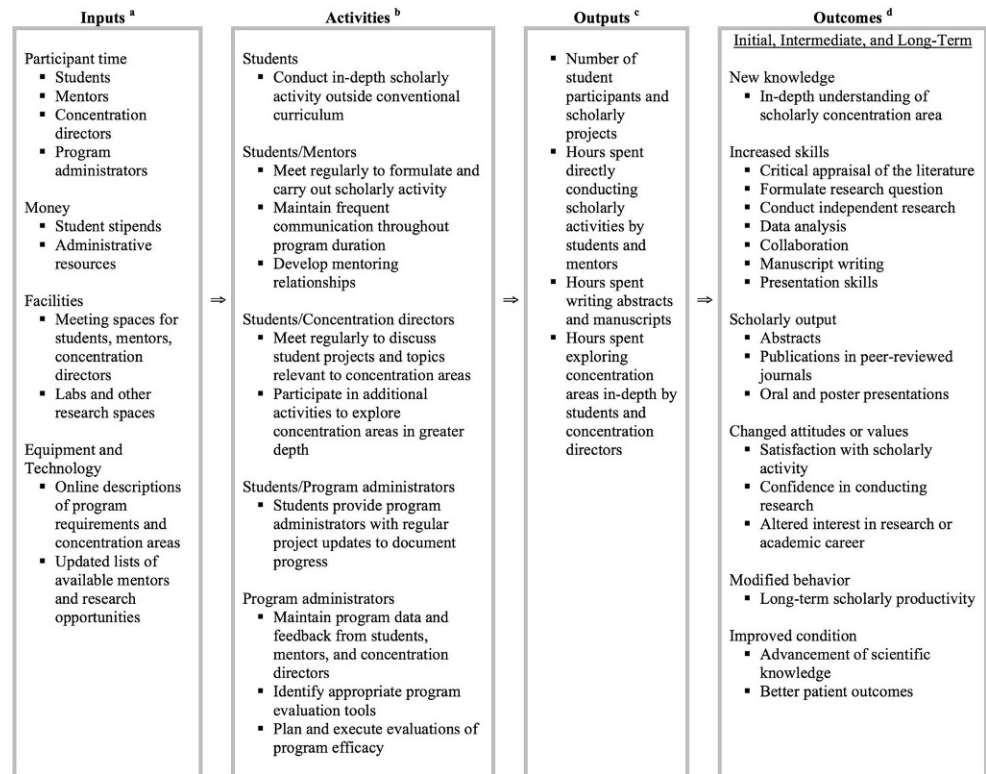 Inputs a
Participant time
▪ Students
▪ Mentors
▪ Concentration
directors
▪ Program
administrators
Money
▪ Student stipends
▪ Administrative
resources
Facilities
▪ Meeting spaces for
students, mentors,
concentration
directors
▪ Labs and other
research spaces
Equipment and
Technology
▪ Online descriptions
of program
requirements and
concentration areas
▪ Updated lists of
available mentors
and research
opportunities
⇒
Activities b
Students
▪ Conduct in-depth scholarly
activity outside conventional
curriculum
Students/Mentors
▪ Meet regularly to formulate and
carry out scholarly activity
▪ Maintain frequent
communication throughout
program duration
▪ Develop mentoring
relationships
Students/Concentration directors
▪ Meet regularly to discuss
student projects and topics
relevant to concentration areas
▪ Participate in additional
activities to explore
concentration areas in greater
depth
Students/Program administrators
▪ Students provide program
administrators with regular
project updates to document
progress
Program administrators
▪ Maintain program data and
feedback from students,
mentors, and concentration
directors
▪ Identify appropriate program
evaluation tools
▪ Plan and execute evaluations of
program efficacy
⇒
Outputs c
▪ Number of
student
participants and
scholarly
projects
▪ Hours spent
directly
conducting
scholarly
activities by
students and
mentors
▪ Hours spent
writing abstracts
and manuscripts
▪ Hours spent
exploring
concentration
areas in-depth by
students and
concentration
directors
⇒
Outcomes d
Initial, Intermediate, and Long-Term
New knowledge
▪ In-depth understanding of
scholarly concentration area
Increased skills
▪ Critical appraisal of the literature
▪ Formulate research question
▪ Conduct independent research
▪ Data analysis
▪ Collaboration
▪ Manuscript writing
▪ Presentation skills
Scholarly output
▪ Abstracts
▪ Publications in peer-reviewed
journals
▪ Oral and poster presentations
Changed attitudes or values
▪ Satisfaction with scholarly
activity
▪ Confidence in conducting
research
▪ Altered interest in research or
academic career
Modified behavior
▪ Long-term scholarly productivity
Improved condition
▪ Advancement of scientific
knowledge
▪ Better patient outcomes